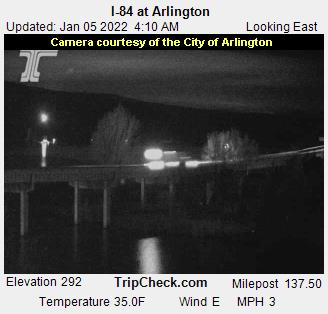 I-84 at Arlington
Updated: Jan 05 2022 4:10 AM Looking East
Camera courtesy of the City of Arlington
Elevation 292 TripCheck.com Milepost 137.50
Temperature 35.0F Wind E MPH 3